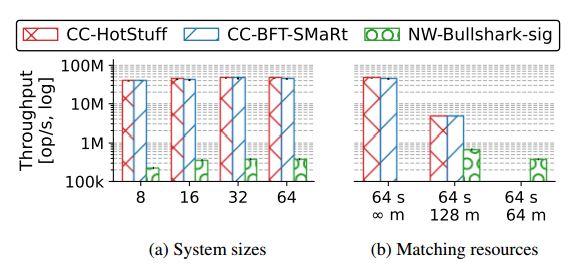 CC-HotStuff CC-BFT-SMaRt NW-Bullshark-sig
Throughput
[op/s, log]
100M
10M
1M
100k
8 16 32 64
64 s 64 s 64 s
∞ m 128 m 64 m
(a) System sizes (b) Matching resources